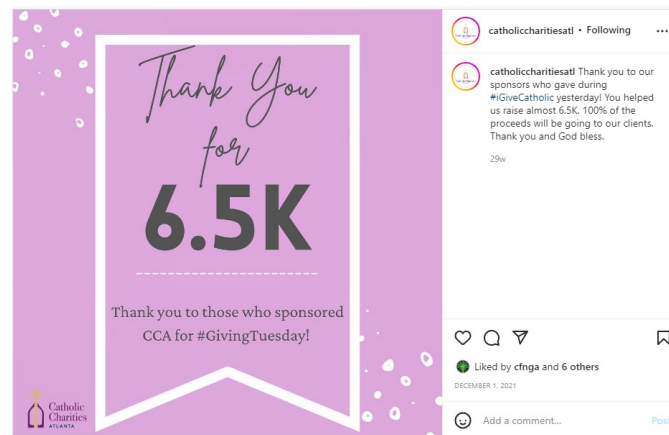 Thank You
for
6.5K
Thank you to those who sponsored
CCA for #GivingTuesday!
Catholic
Charities
ATLANTA
catholiccharitiesatl • Following
catholiccharitiesatl Thank you to our
sponsors who gave during
#iGiveCatholic yesterday! You helped
us raise almost 6.5K. 100% of the
proceeds will be going to our clients.
Thank you and God bless.
29w
Liked by cfnga and 6 others
DECEMBER 1, 2021
Add a comment...
Post